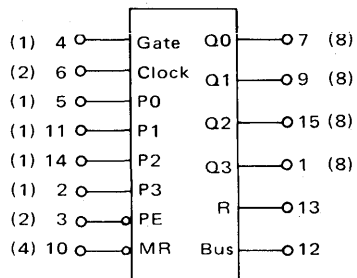 (1) 4 Gate Q0 7 (8)
(2) 6 Clock Q1 9 (8)
(1) 5 P0
(1) 11 P1 Q2 15 (8)
(1) 14 P2 Q3 1 (8)
(1) 2 P3 R 13
(2) 3 PE
(4) 10 MR Bus 12